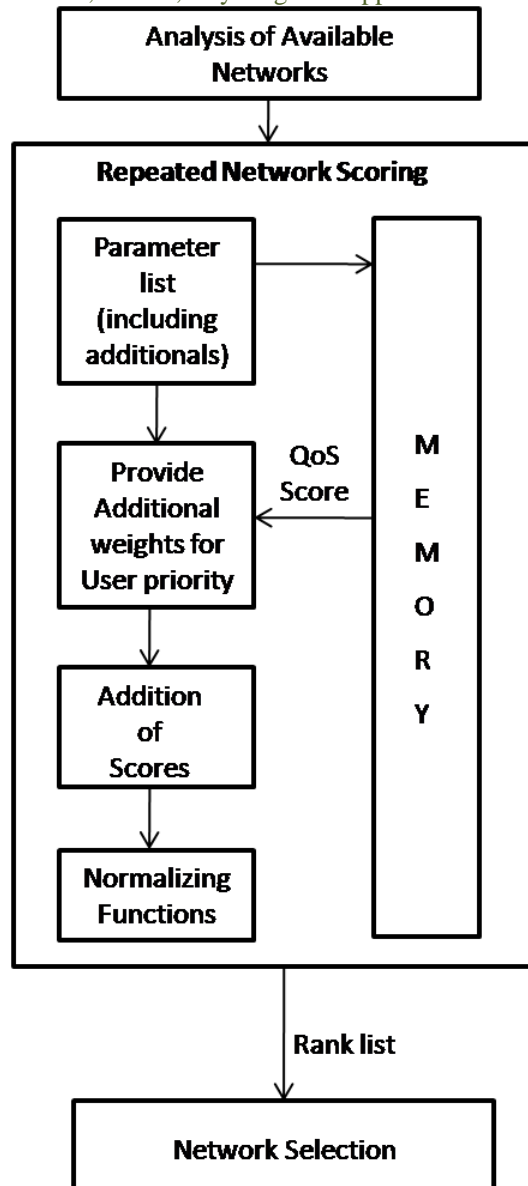 Analysis of Available
Networks
Repeated Network Scoring
Parameter
list
(including
additionals)
Provide
Additional
weights for
User priority
QoS
Score
M
E
M
O
R
Y
Addition
of
Scores
Normalizing
Functions
Rank list
Network Selection